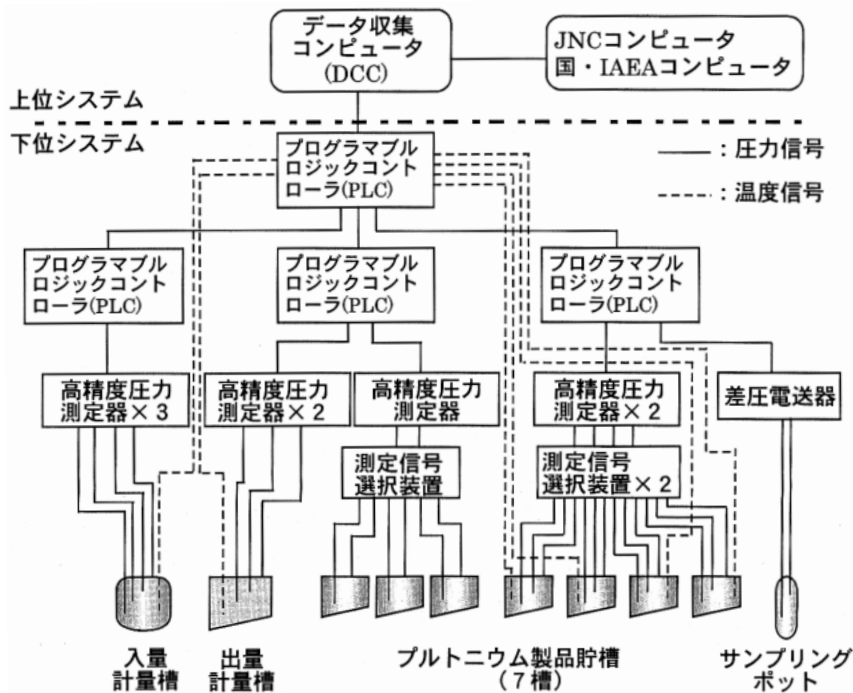 データ収集
コンピュータ
(DCC)
JNCコンピュータ
国・IAEAコンピュータ
上位システム
下位システム
プログラマブル
ロジックコント
ローラ(PLC)
：圧力信号
：温度信号
プログラマブル
ロジックコント
ローラ(PLC)
プログラマブル
ロジックコント
ローラ(PLC)
プログラマブル
ロジックコント
ローラ(PLC)
高精度圧力
測定器×3
高精度圧力
測定器×2
高精度圧力
測定器
高精度圧力
測定器×2
差圧電送器
測定信号
選択装置
測定信号
選択装置×2
入量
計量槽
出量
計量槽
プルトニウム製品貯槽
（７槽）
サンプリング
ポット